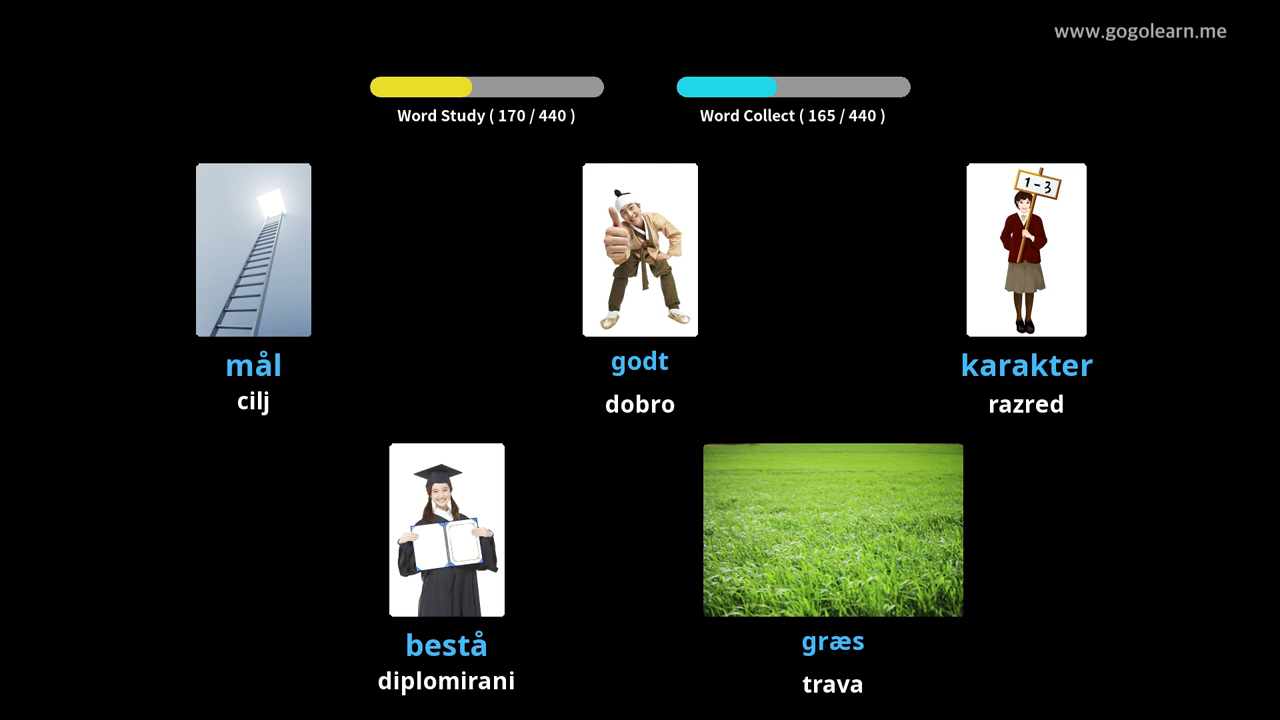 www.gogolearn.me
Word Study ( 170 / 440 )
Word Collect ( 165 / 440 )
1-3
mål
cilj
godt
dobro
karakter
razred
bestå
diplomirani
græs
trava